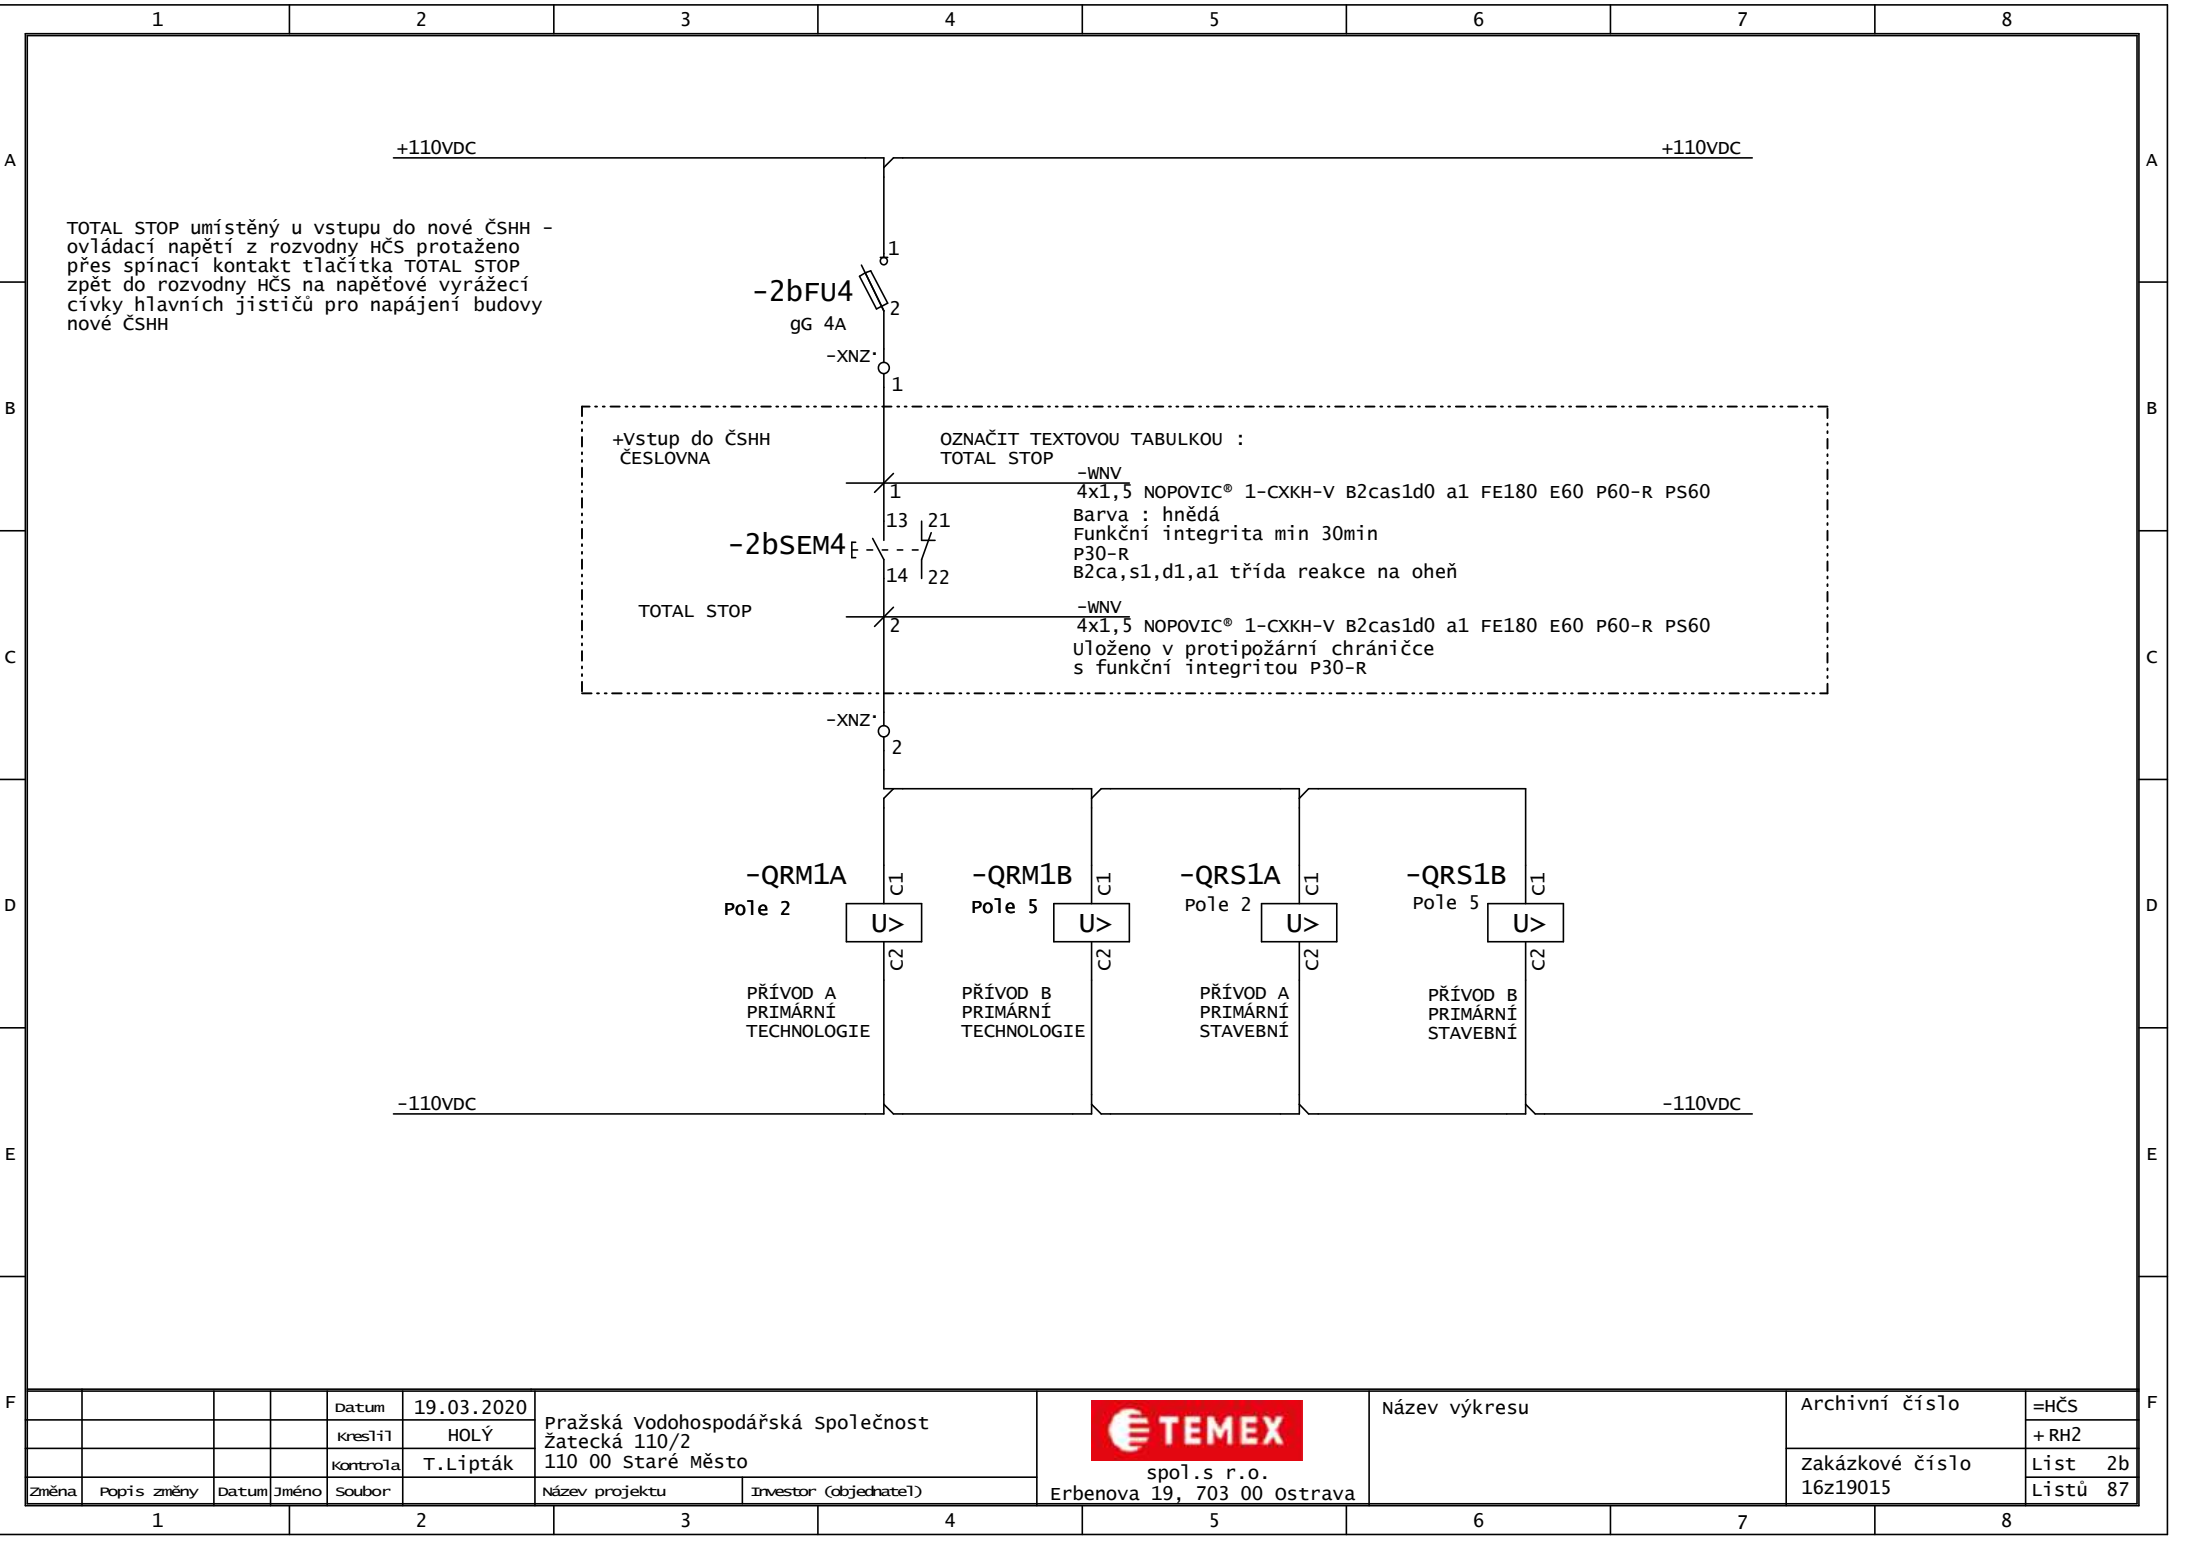 1 2 3 4 5 6 7 8
A A
+110VDC +110VDC
TOTAL STOP umístěný u vstupu do nové ČSHH -
ovládací napětí z rozvodny HČS protaženo
přes spínací kontakt tlačítka TOTAL STOP
zpět do rozvodny HČS na napěťové vyrážecí
cívky hlavních jističů pro napájení budovy
nové ČSHH
1
-2bFU4
2
gG 4A
-XNZ
1
B B
+Vstup do ČSHH
ČESLOVNA
OZNAČIT TEXTOVOU TABULKOU :
TOTAL STOP
-WNV
1
4x1,5 NOPOVIC® 1-CXKH-V B2cas1d0 a1 FE180 E60 P60-R PS60
Barva : hnědá
Funkční integrita min 30min
P30-R
B2ca,s1,d1,a1 třída reakce na oheň
13 21
-2bSEM4
14 22
TOTAL STOP
-WNV
2
4x1,5 NOPOVIC® 1-CXKH-V B2cas1d0 a1 FE180 E60 P60-R PS60
Uloženo v protipožární chráničce
s funkční integritou P30-R
C C
-XNZ
2
-QRM1A C1 -QRM1B C1 -QRS1A C1 -QRS1B C1
Pole 2 Pole 5 Pole 2 Pole 5
D D
U> U> U> U>
C2 C2 C2 C2
PŘÍVOD A
PRIMÁRNÍ
TECHNOLOGIE
PŘÍVOD B
PRIMÁRNÍ
TECHNOLOGIE
PŘÍVOD A
PRIMÁRNÍ
STAVEBNÍ
PŘÍVOD B
PRIMÁRNÍ
STAVEBNÍ
-110VDC -110VDC
E E
F F
Datum 19.03.2020
Kreslil HOLÝ
Kontrola T.Lipták
Změna Popis změny Datum Jméno Soubor
Pražská Vodohospodářská Společnost
Žatecká 110/2
110 00 Staré Město
Název projektu Investor (objednatel)
TEMEX
spol.s r.o.
Erbenova 19, 703 00 Ostrava
Název výkresu
Archivní číslo
Zakázkové číslo
16z19015
=HČS
+ RH2
List 2b
Listů 87
1 2 3 4 5 6 7 8